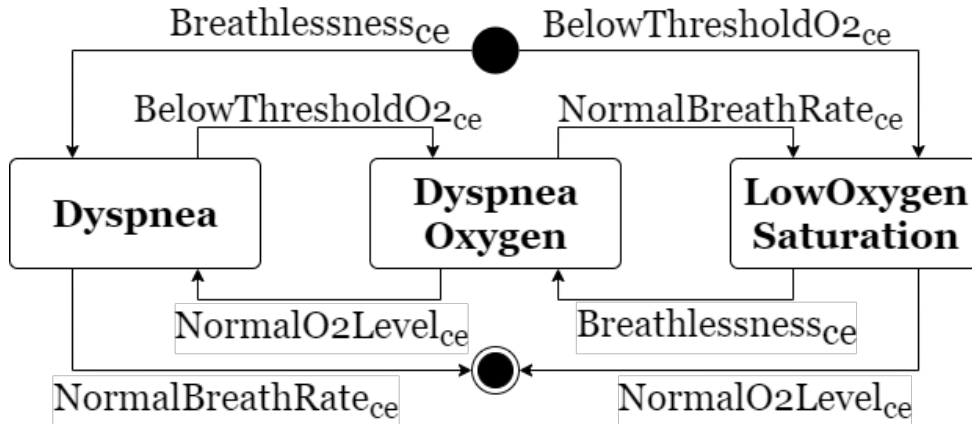 Breathlessnessce
BelowThresholdO2ce
BelowThresholdO2ce
NormalBreathRatece
Dyspnea
Dyspnea
Oxygen
LowOxygen
Saturation
NormalO2Levelce
Breathlessnessce
NormalBreathRatece
NormalO2Levelce